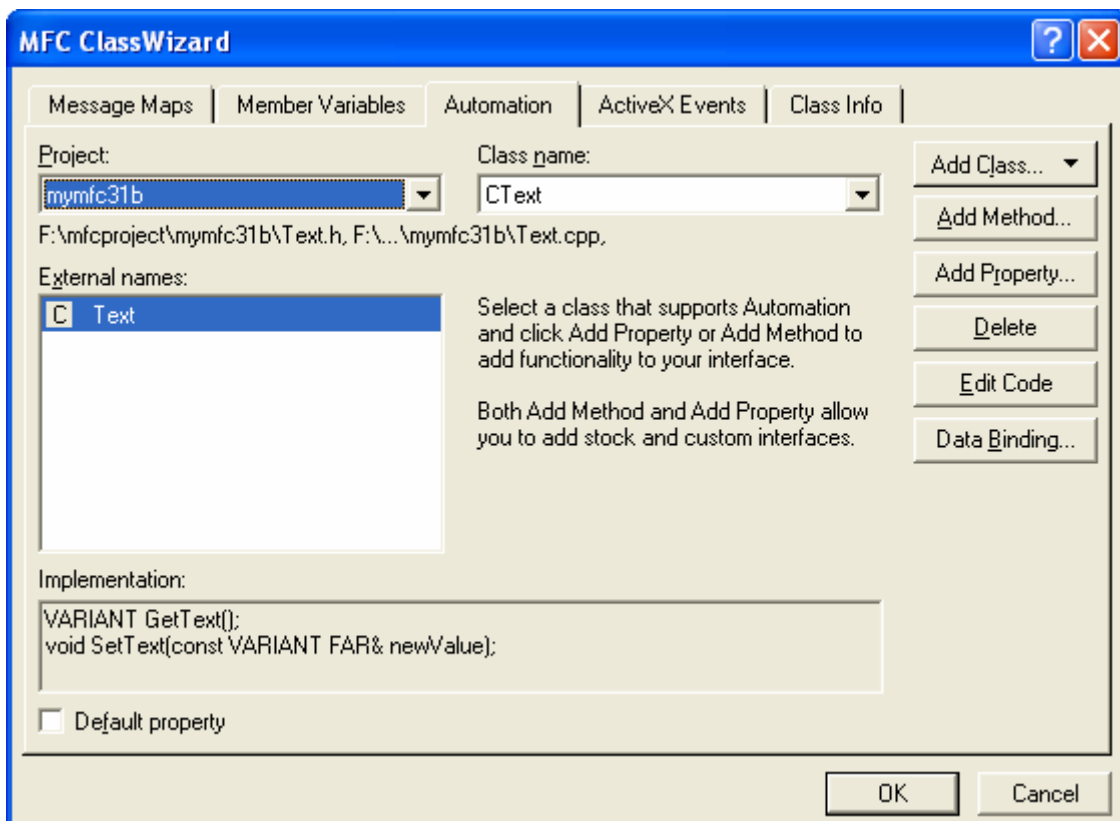 MFC ClassWizard
Message Maps Member Variables Automation ActiveX Events Class Info
Project: Class name:
mymfc31b CText
Add Class...
F:\mfcproject\mymfc31b\Text.h, F:\...\mymfc31b\Text.cpp,
Add Method...
External names:
Add Property...
C Text
Select a class that supports Automation
and click Add Property or Add Method to
add functionality to your interface.
Delete
Edit Code
Both Add Method and Add Property allow
you to add stock and custom interfaces.
Data Binding...
Implementation:
VARIANT GetText();
void SetText(const VARIANT FAR& newValue);
Default property
OK Cancel